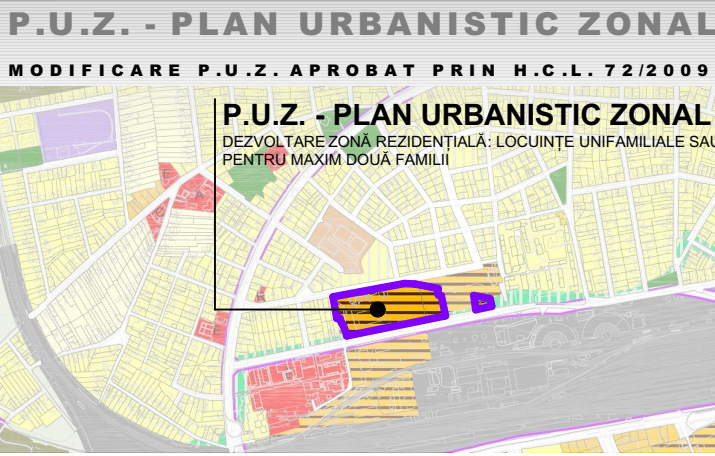 P.U.Z. - PLAN URBANISTIC ZONAL
MODIFICARE P.U.Z. APROBAT PRIN H.C.L. 72/2009
P.U.Z. - PLAN URBANISTIC ZONAL
DEZVOLTARE ZONĂ REZIDENȚIALĂ: LOCUINȚE UNIFAMILIALE SAU
PENTRU MAXIM DOUĂ FAMILII